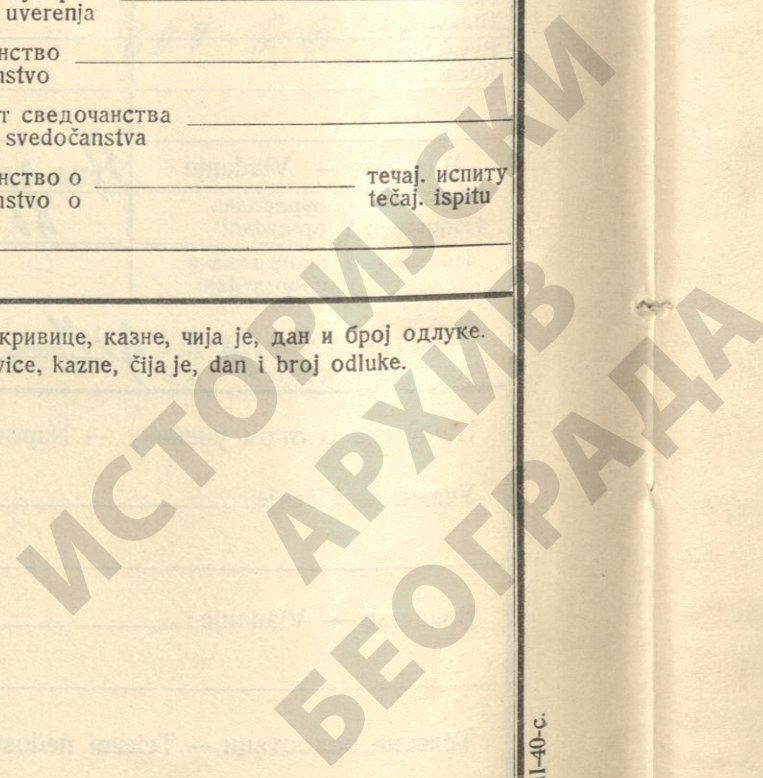 uverenja
нство
nstvo
т сведочанства
svedočanstva
нство о течај. испиту
nstvo o tečaj. ispitu
кривице, казне, чија је, дан и број одлуке.
vice, kazne, čija je, dan i broj odluke.
ИСТОРИЈСКИ
АРХИВ
БЕОГРАДА
I-40-с.